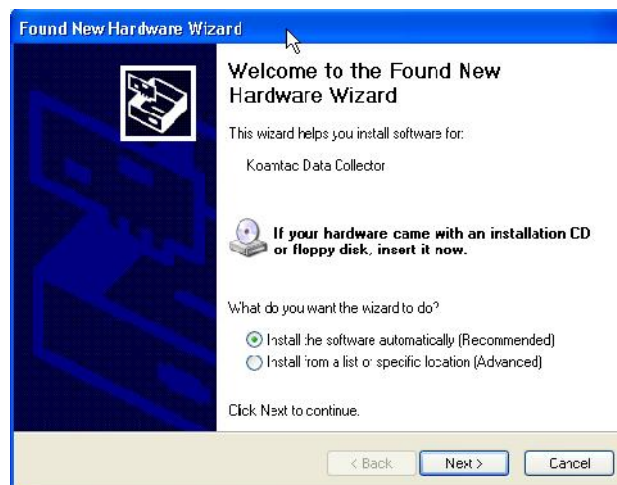 Found New Hardware Wizard
Welcome to the Found New
Hardware Wizard
This wizard helps you install software for:
Koamtac Data Collector
If your hardware came with an installation CD
or floppy disk, insert it now.
What do you want the wizard to do?
Install the software automatically (Recommended)
Install from a list or specific location (Advanced)
Click Next to continue.
< Back
Next >
Cancel